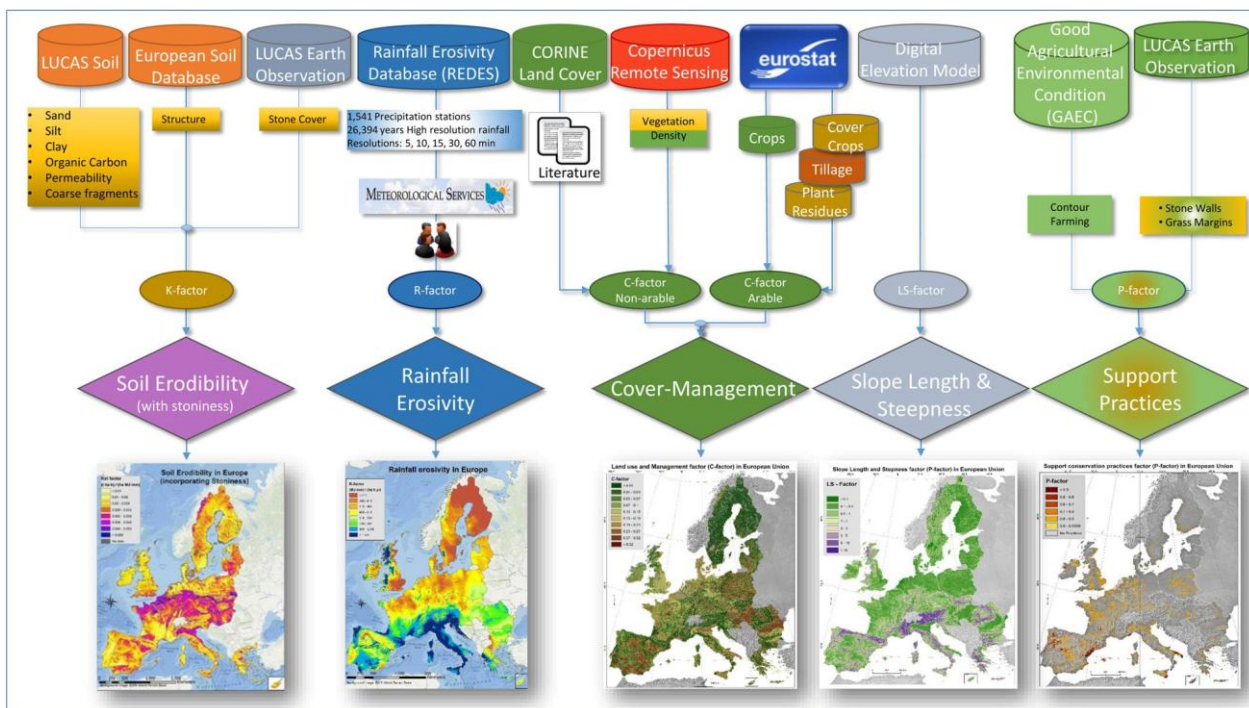 LUCAS Soil
European Soil
Database
LUCAS Earth
Observation
Rainfall Erosivity
Database (REDES)
CORINE
Land Cover
Copernicus
Remote Sensing
eurostat
Digital
Elevation Model
Good
Agricultural
Environmental
Condition
(GAEC)
LUCAS Earth
Observation
• Sand
• Silt
• Clay
• Organic Carbon
• Permeability
• Coarse fragments
Structure
Stone Cover
1,541 Precipitation stations
26,394 years High resolution rainfall
Resolutions: 5, 10, 15, 30, 60 min
METEOROLOGICAL SERVICES
Literature
Vegetation
Density
Crops
Cover
Crops
Tillage
Plant
Residues
Contour
Farming
• Stone Walls
• Grass Margins
K-factor
R-factor
C-factor
Non-arable
C-factor
Arable
LS-factor
P-factor
Soil Erodibility
(with stoniness)
Rainfall
Erosivity
Cover-Management
Slope Length &
Steepness
Support
Practices
Soil Erodibility in Europe
(incorporating Stoniness)
Rainfall erosivity in Europe
R-factor
Land use and Management factor (C-factor) in European Union
C-factor
Slope Length and Stepness factor (P-factor) in European Union
LS - Factor
Support conservation practices factor (P-factor) in European Union
P-factor